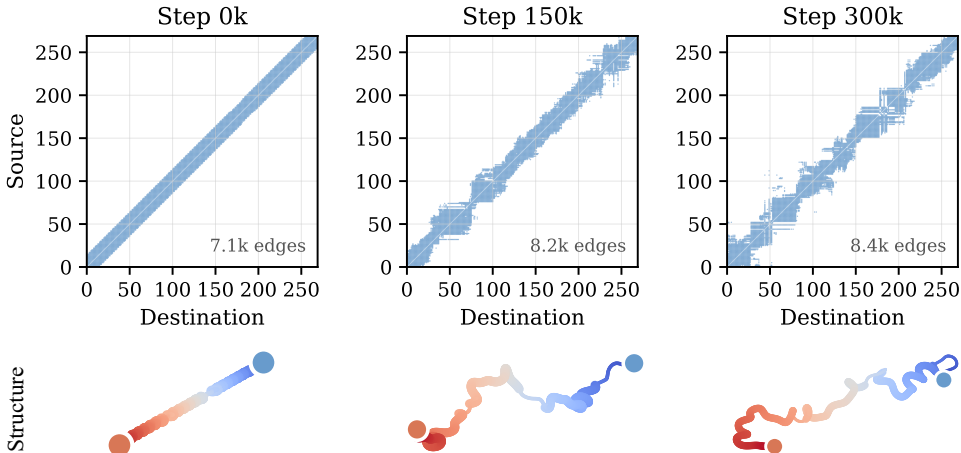 Step 0k
Step 150k
Step 300k
Source
250
200
150
100
50
0
7.1k edges
8.2k edges
8.4k edges
250
200
150
100
50
0
250
200
150
100
50
0
0 50 100 150 200 250
0 50 100 150 200 250
0 50 100 150 200 250
Destination
Destination
Destination
Structure